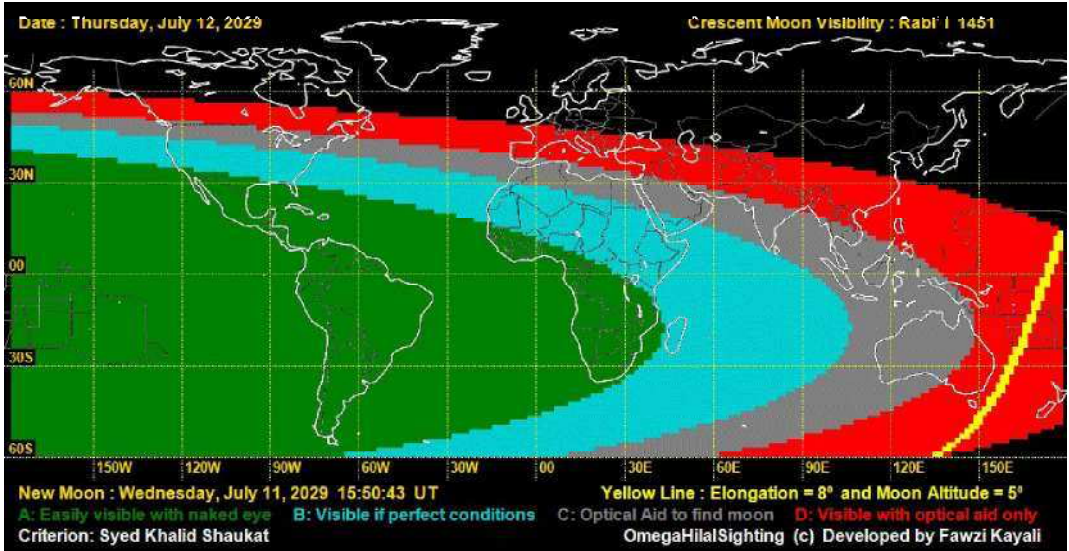 Date : Thursday, July 12, 2029 Crescent Moon Visibility : Rabi` I 1451
60N
30N
00
30S
60S
150W 120W 90W 60W 30W 00 30E 60E 90E 120E 150E
New Moon : Wednesday, July 11, 2029 15:50:43 UT Yellow Line : Elongation = 8º and Moon Altitude = 5º
A: Easily visible with naked eye B: Visible if perfect conditions C: Optical Aid to find moon D: Visible with optical aid only
Criterion: Syed Khalid Shaukat OmegaHilalSighting (c) Developed by Fawzi Kayali